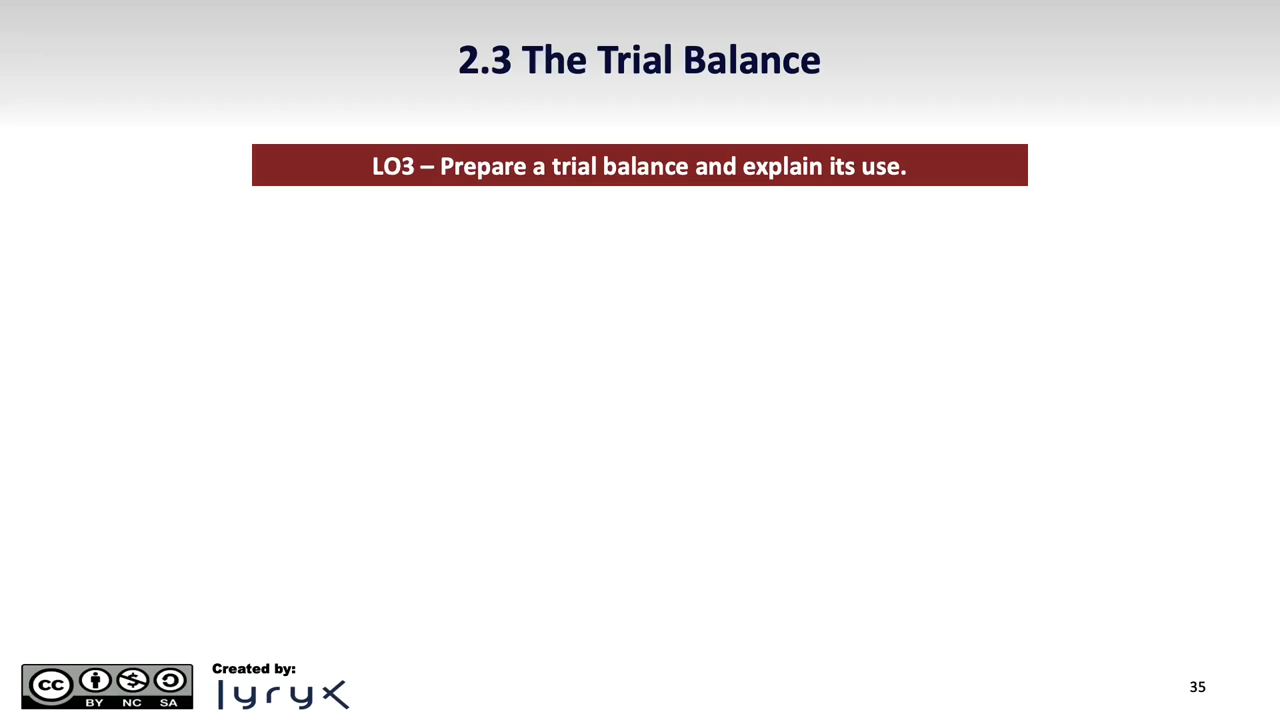 2.3 The Trial Balance
LO3 – Prepare a trial balance and explain its use.
Created by:
lyryx
CC
BY NC SA
35